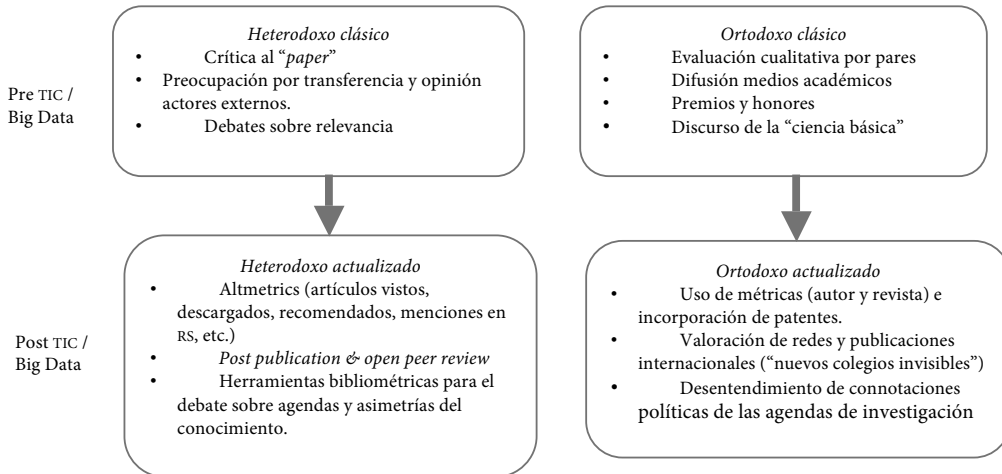 Pre TIC /
Big Data
Heterodoxo clásico
• Crítica al “paper”
• Preocupación por transferencia y opinión
actores externos.
• Debates sobre relevancia
Ortodoxo clásico
• Evaluación cualitativa por pares
• Difusión medios académicos
• Premios y honores
• Discurso de la “ciencia básica”
Post TIC /
Big Data
Heterodoxo actualizado
• Altmetrics (artículos vistos,
descargados, recomendados, menciones en
RS, etc.)
• Post publication & open peer review
• Herramientas bibliométricas para el
debate sobre agendas y asimetrías del
conocimiento.
Ortodoxo actualizado
• Uso de métricas (autor y revista) e
incorporación de patentes.
• Valoración de redes y publicaciones
internacionales (“nuevos colegios invisibles”)
• Desentendimiento de connotaciones
políticas de las agendas de investigación